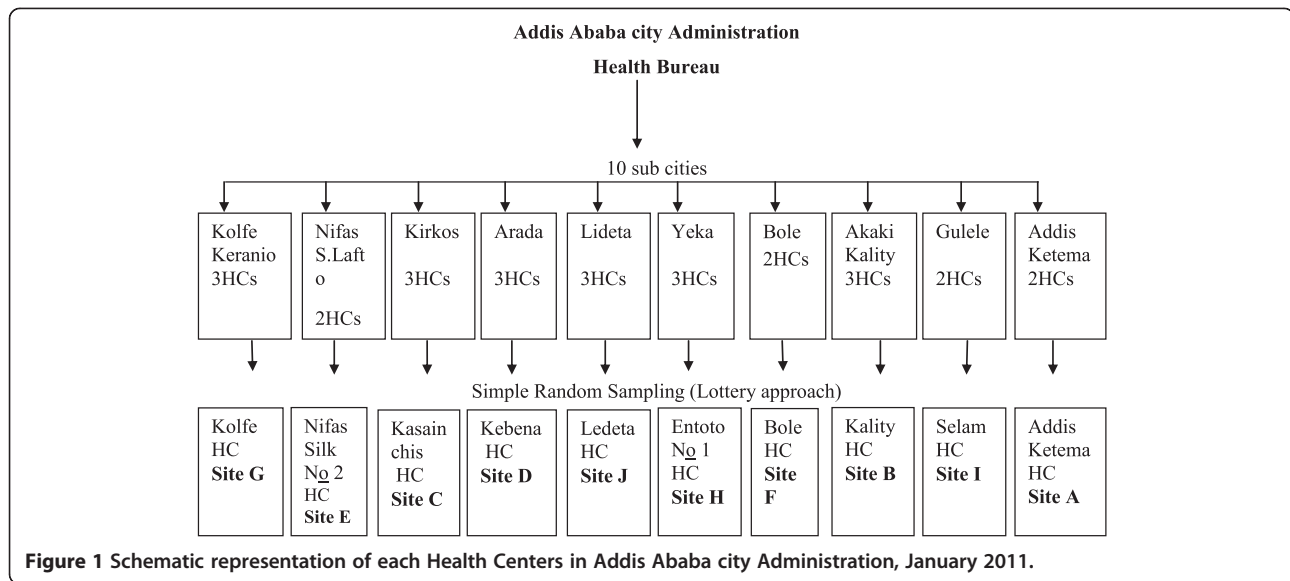 Addis Ababa city Administration
Health Bureau
10 sub cities
Kolfe
Keranio
3HCs
Nifas
S.Laft
o
2HCs
Kirkos
3HCs
Arada
3HCs
Lideta
3HCs
Yeka
3HCs
Bole
2HCs
Akaki
Kality
3HCs
Gulele
2HCs
Addis
Ketema
2HCs
Simple Random Sampling (Lottery approach)
Kolfe
HC
Site G
Nifas
Silk
No 2
HC
Site E
Kasain
chis
HC
Site C
Kebena
HC
Site D
Ledeta
HC
Site J
Entoto
No 1
HC
Site H
Bole
HC
Site
F
Kality
HC
Site B
Selam
HC
Site I
Addis
Ketema
HC
Site A
Figure 1 Schematic representation of each Health Centers in Addis Ababa city Administration, January 2011.